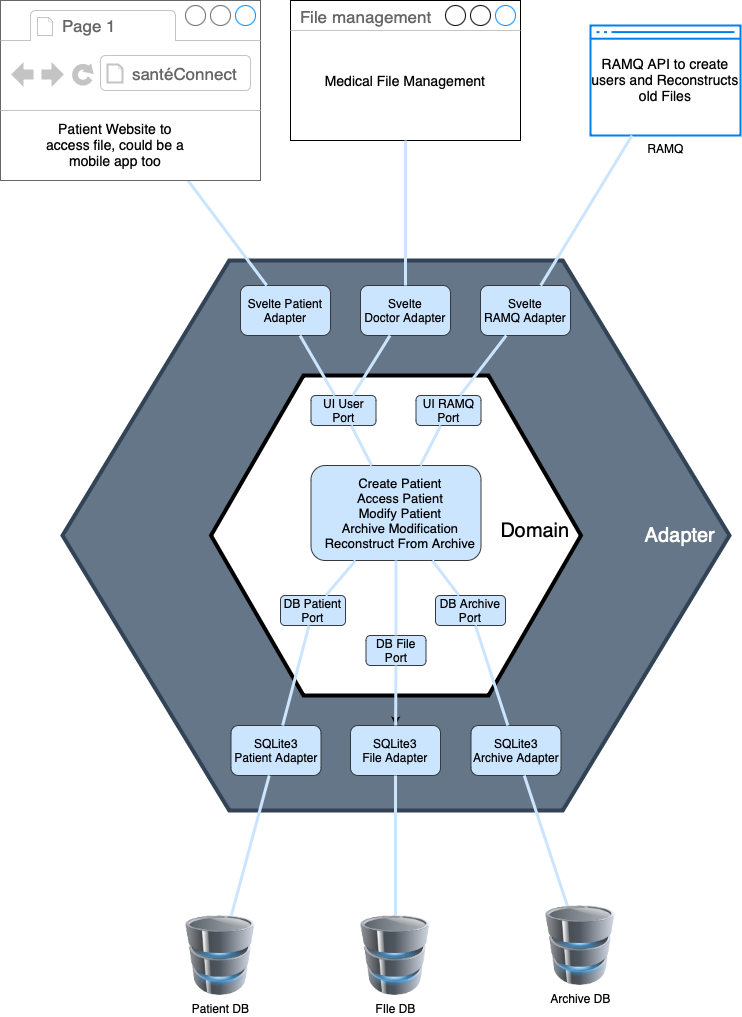 Page 1
File management
santéConnect
Patient Website to
access file, could be a
mobile app too
Medical File Management
RAMQ API to create
users and Reconstructs
old Files
RAMQ
Svelte Patient
Adapter
Svelte
Doctor Adapter
Svelte
RAMQ Adapter
UI User
Port
UI RAMQ
Port
Create Patient
Access Patient
Modify Patient
Archive Modification
Reconstruct From Archive
Domain
Adapter
DB Patient
Port
DB File
Port
DB Archive
Port
SQLite3
Patient Adapter
SQLite3
File Adapter
SQLite3
Archive Adapter
Patient DB
FIle DB
Archive DB